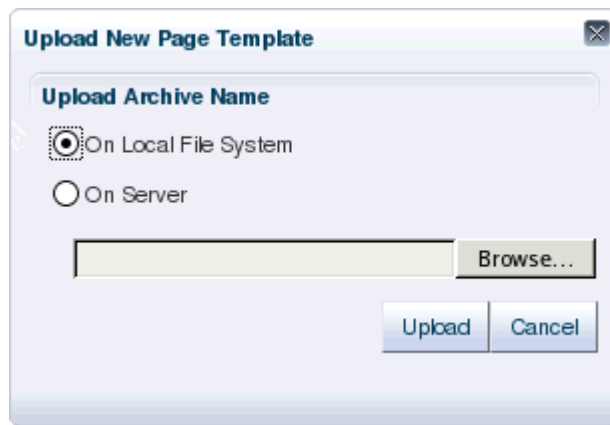 Upload New Page Template
Upload Archive Name
On Local File System
On Server
Browse...
Upload Cancel